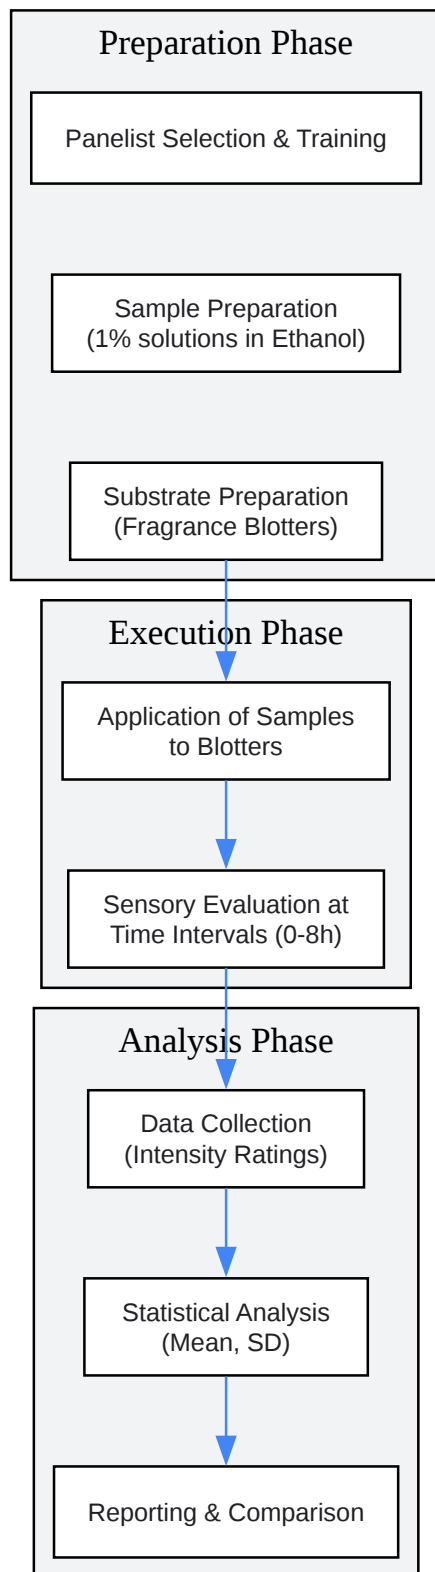 Preparation Phase
Panelist Selection & Training
Sample Preparation
(1% solutions in Ethanol)
Substrate Preparation
(Fragrance Blotters)
Execution Phase
Application of Samples
to Blotters
Sensory Evaluation at
Time Intervals (0-8h)
Analysis Phase
Data Collection
(Intensity Ratings)
Statistical Analysis
(Mean, SD)
Reporting & Comparison